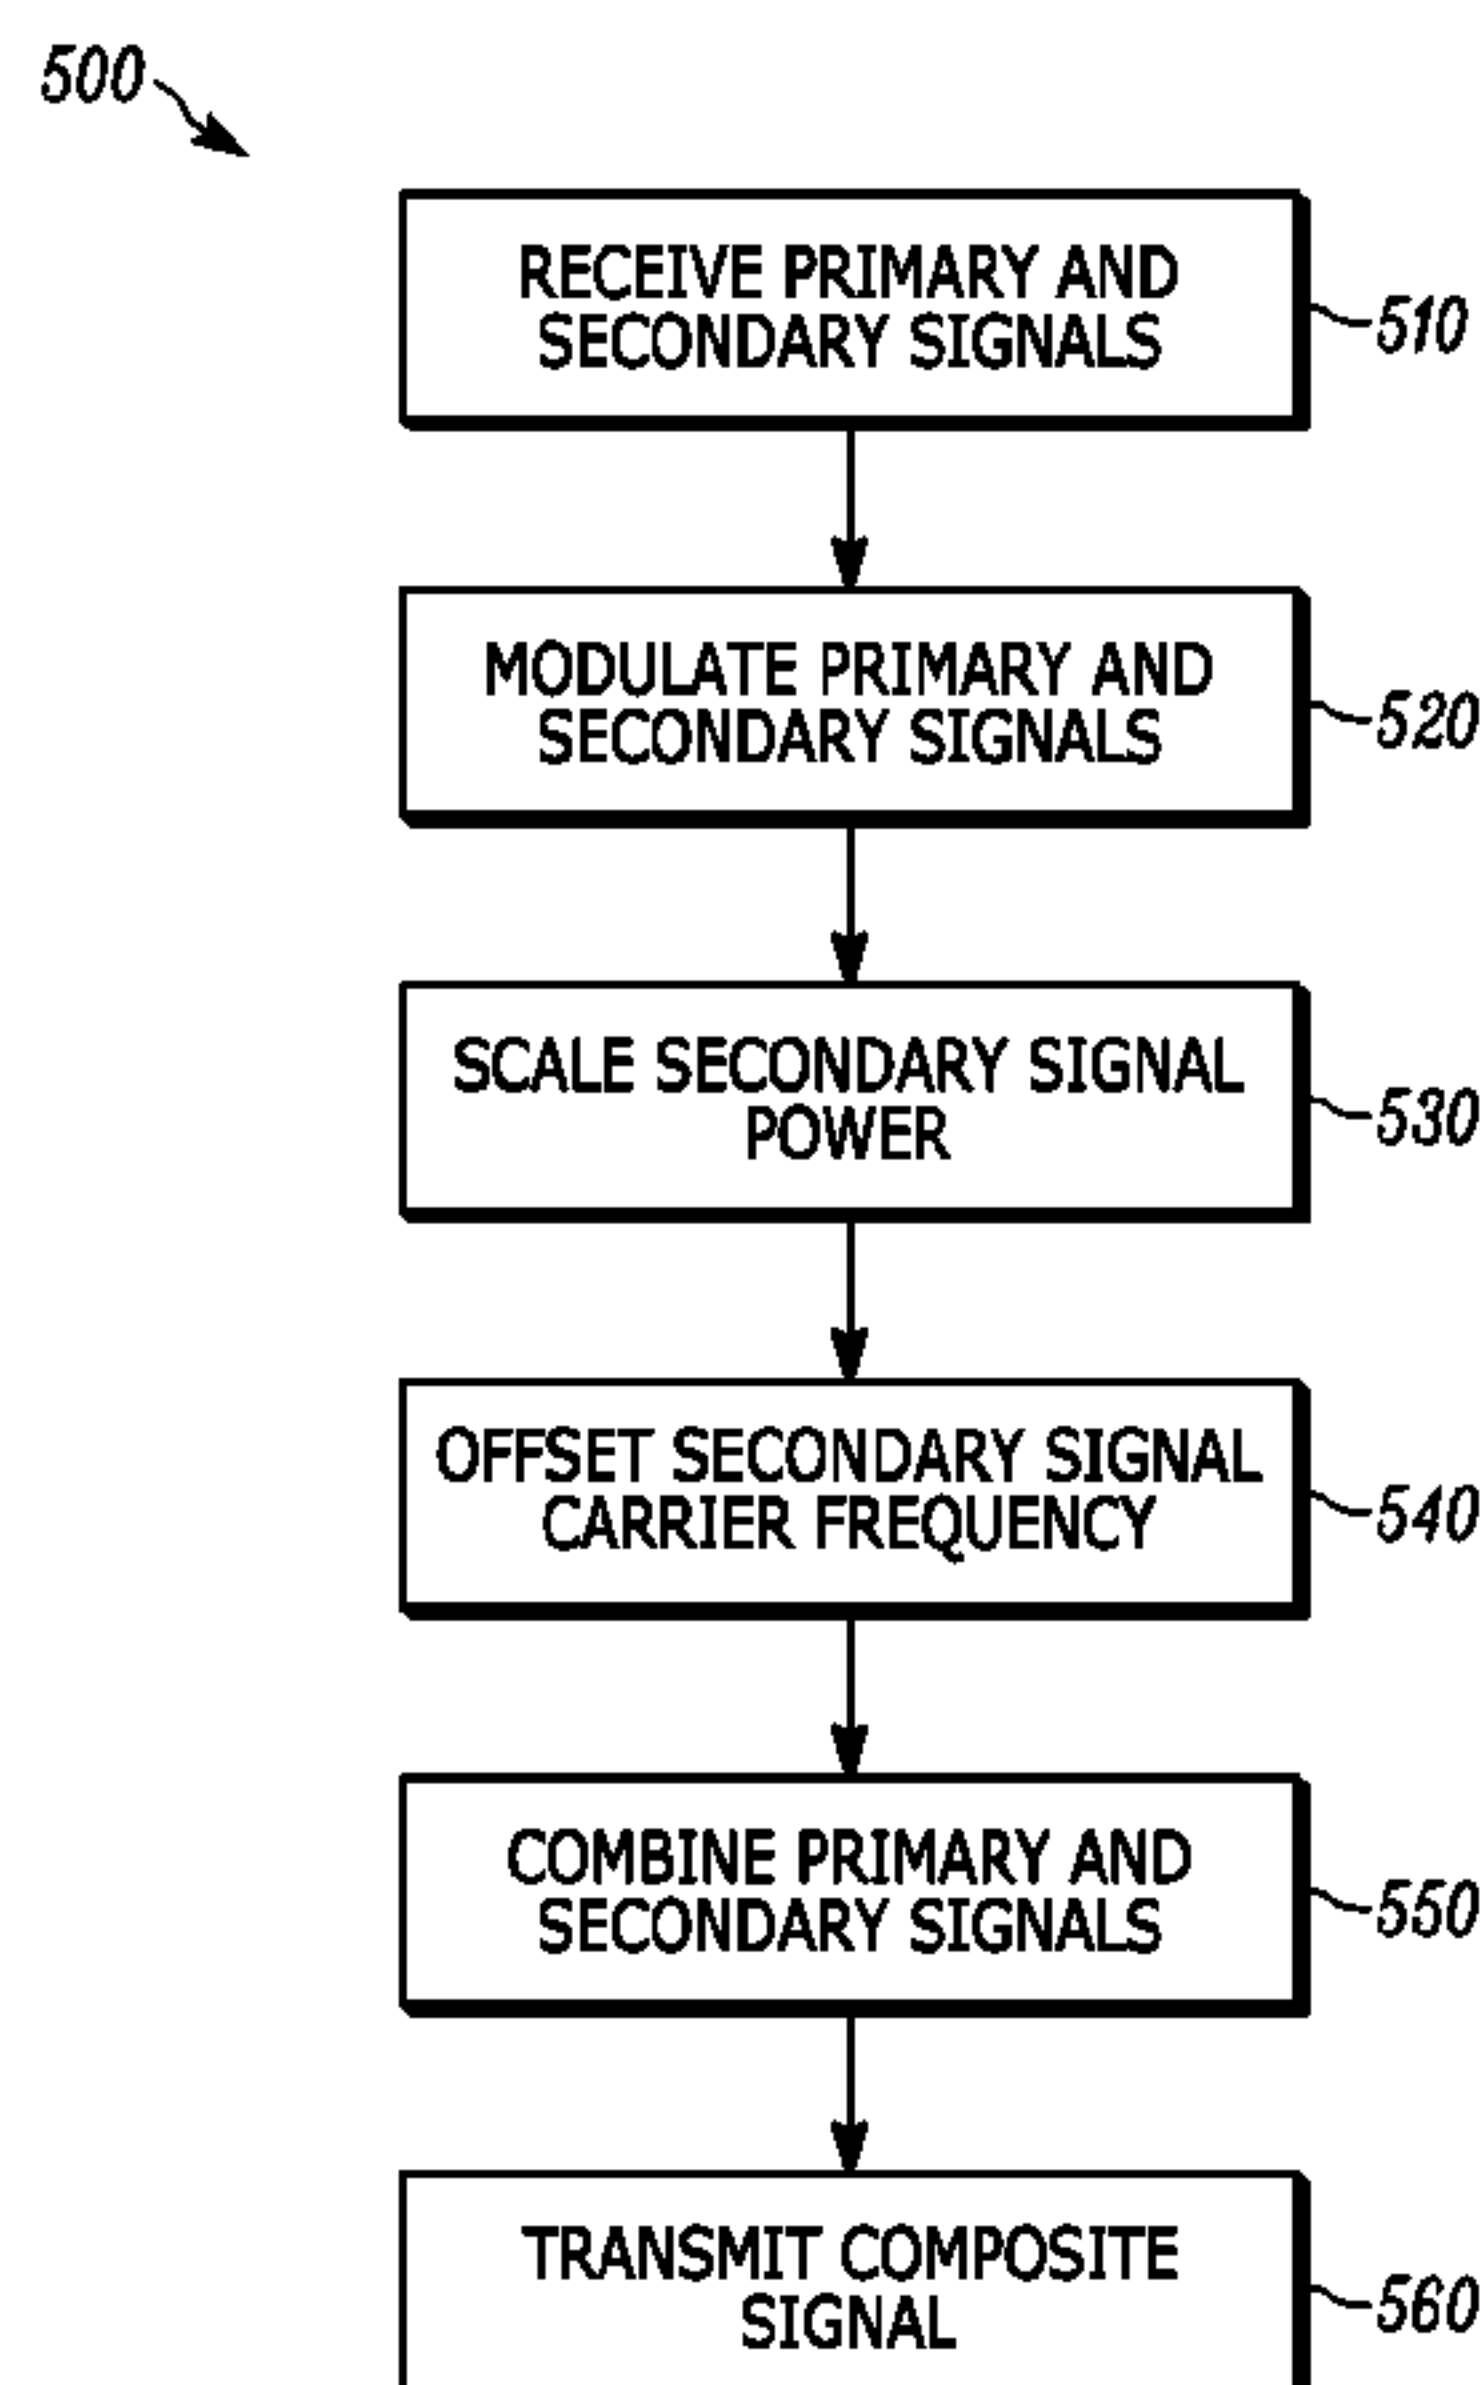 500
RECEIVE PRIMARY AND
SECONDARY SIGNALS
510
MODULATE PRIMARY AND
SECONDARY SIGNALS
520
SCALE SECONDARY SIGNAL
POWER
530
OFFSET SECONDARY SIGNAL
CARRIER FREQUENCY
540
COMBINE PRIMARY AND
SECONDARY SIGNALS
550
TRANSMIT COMPOSITE
SIGNAL
560